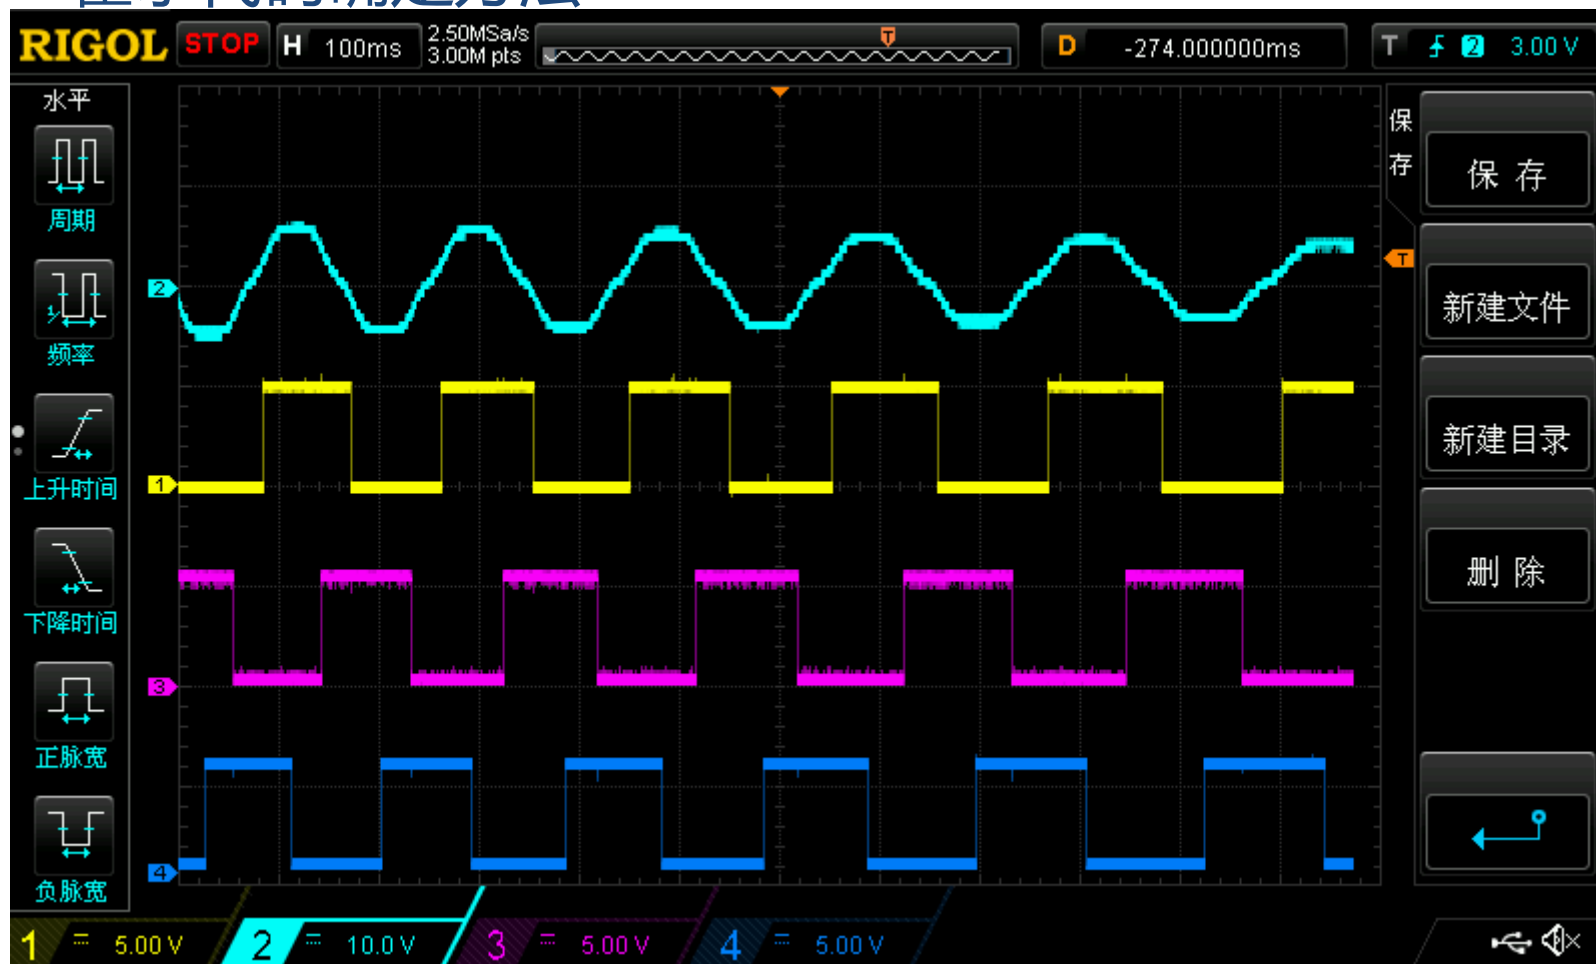 RIGOL STOP H 100ms 2.50MSa/s 3.00M pts D -274.000000ms T 2 3.00 V
水平
周期
频率
上升时间
下降时间
正脉宽
负脉宽
T
2
1
3
4
T
保存
保存
新建文件
新建目录
删除
1 5.00 V 2 10.0 V 3 5.00 V 4 5.00 V